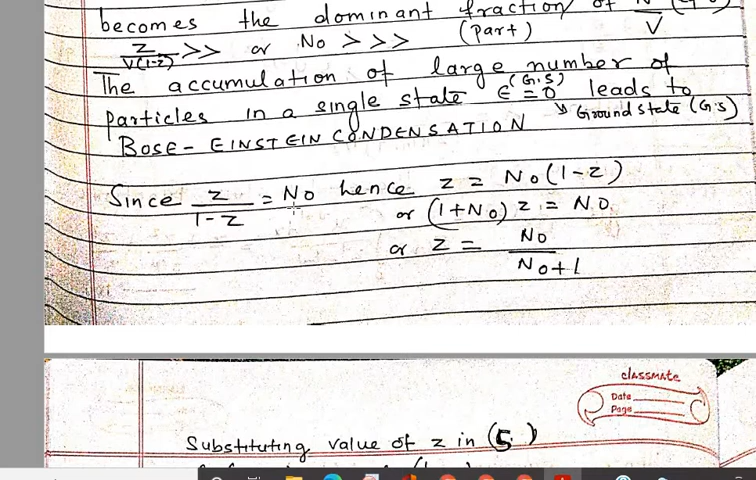 becomes the dominant fraction of
z/V(1-z) >> or No >>> (Part) V
The accumulation of large number of
particles in a single state ϵ = 0 (G.S) leads to
↘ Ground state (G.S)
BOSE-EINSTEIN CONDENSATION
Since z/1-z = No hence z = No(1-z)
or (1+No) z = No
or z = No/No+1
classmate
Date
Page
Substituting value of z in (5)